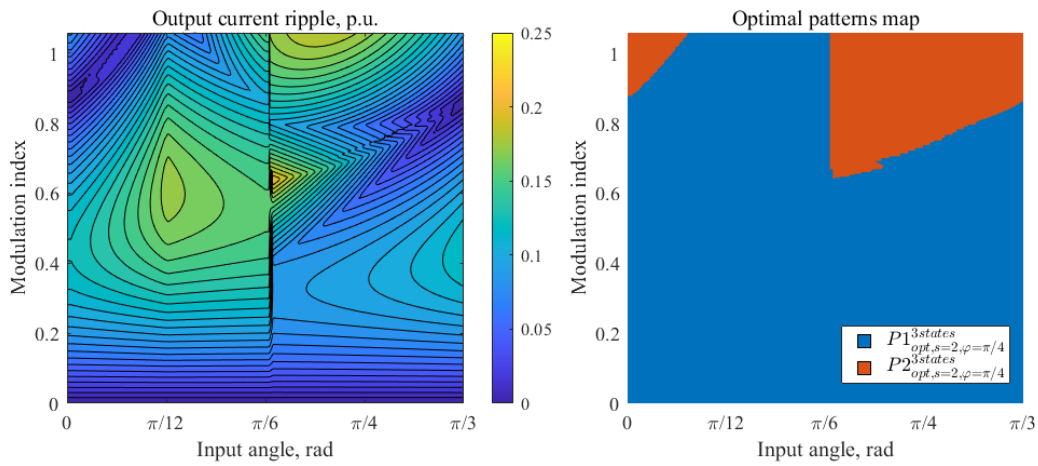 Output current ripple, p.u.
Modulation index
1
0.8
0.6
0.4
0.2
0
0
π/12
π/6
π/4
π/3
Input angle, rad
0.25
0.2
0.15
0.1
0.05
0
Optimal patterns map
Modulation index
1
0.8
0.6
0.4
0.2
0
P1^{3states}_{opt,s=2,φ=π/4}
P2^{3states}_{opt,s=2,φ=π/4}
0
π/12
π/6
π/4
π/3
Input angle, rad